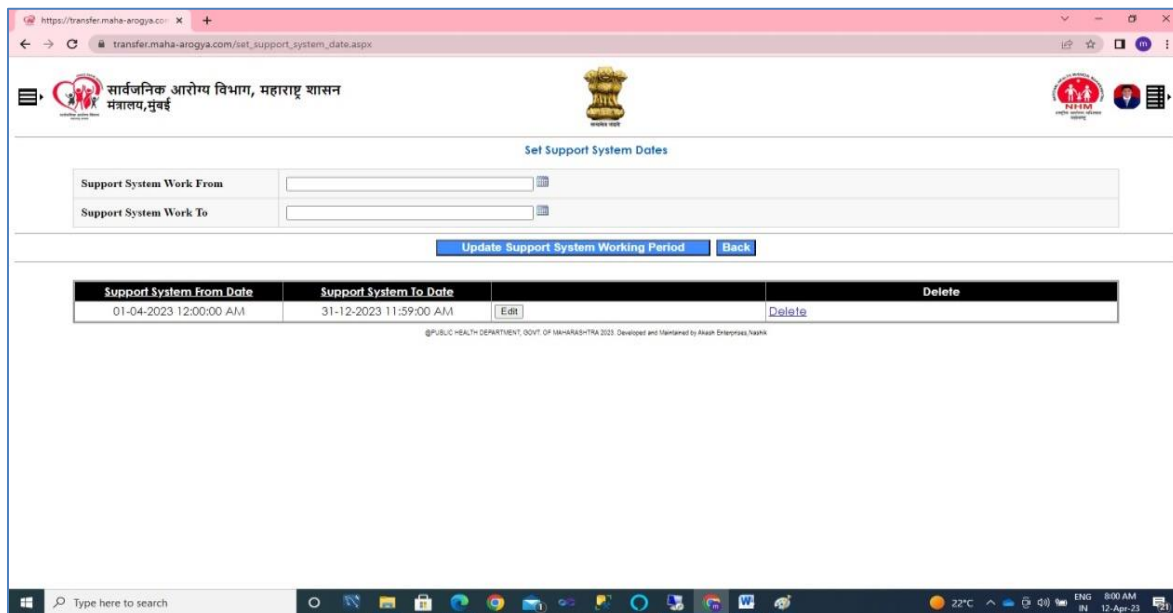 https://transfer.maha-arogya.co
transfer.maha-arogya.com/set_support_system_date.aspx
सार्वजनिक आरोग्य विभाग, महाराष्ट्र शासन
मंत्रालय,मुंबई
NHM
Set Support System Dates
Support System Work From
Support System Work To
Update Support System Working Period Back
Support System From Date Support System To Date Delete
01-04-2023 12:00:00 AM 31-12-2023 11:59:00 AM Edit Delete
@PUBLIC HEALTH DEPARTMENT, GOVT. OF MAHARASHTRA 2023. Developed and Maintained by Akash Enterprises, Nashik
Type here to search 22°C ENG 8:00 AM
IN 12-Apr-23